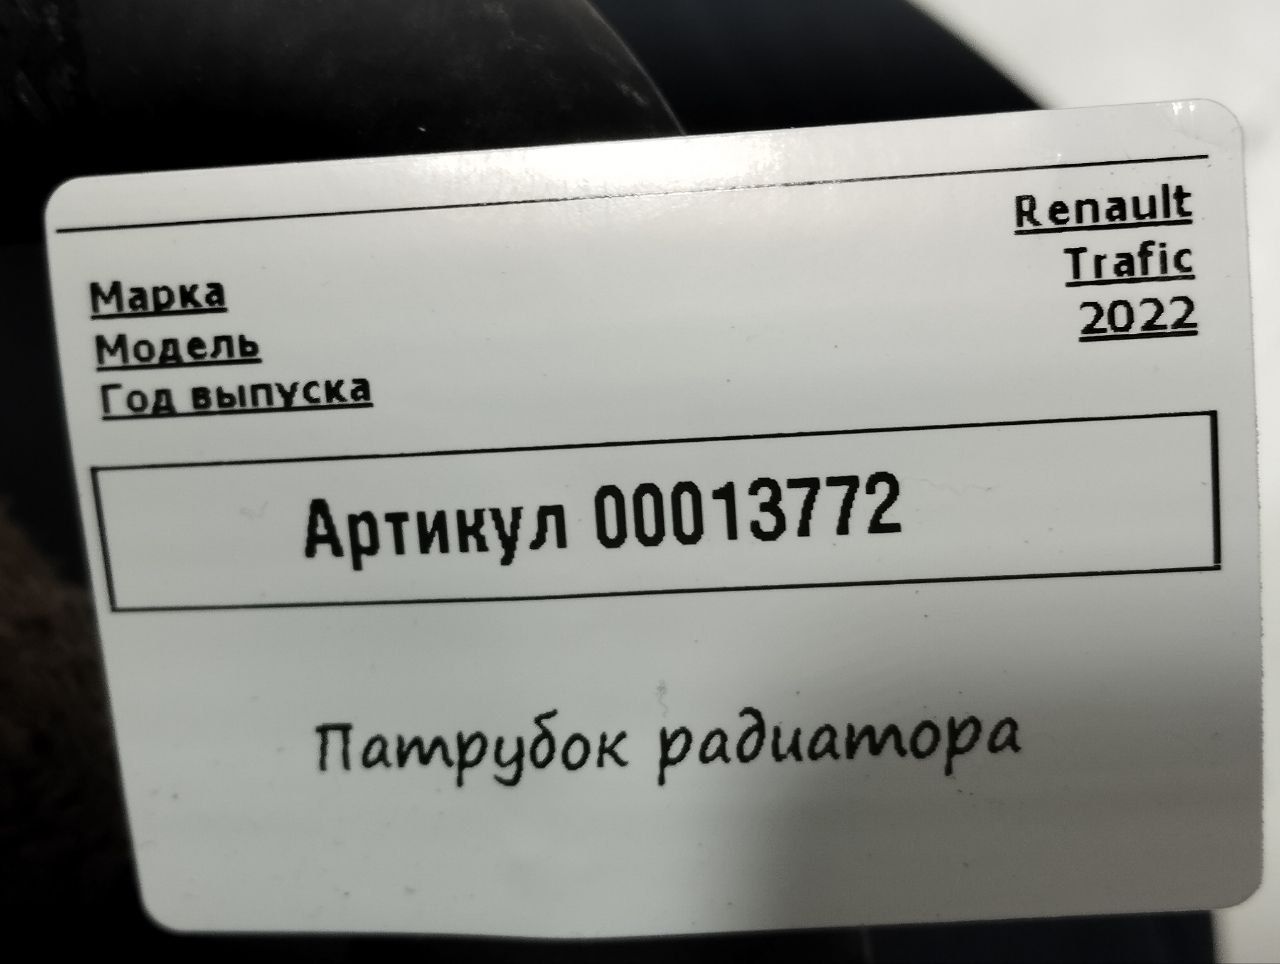 Renault
Trafic
2022
Марка
Модель
Год выпуска
Артикул 00013772
Патрубок радиатора